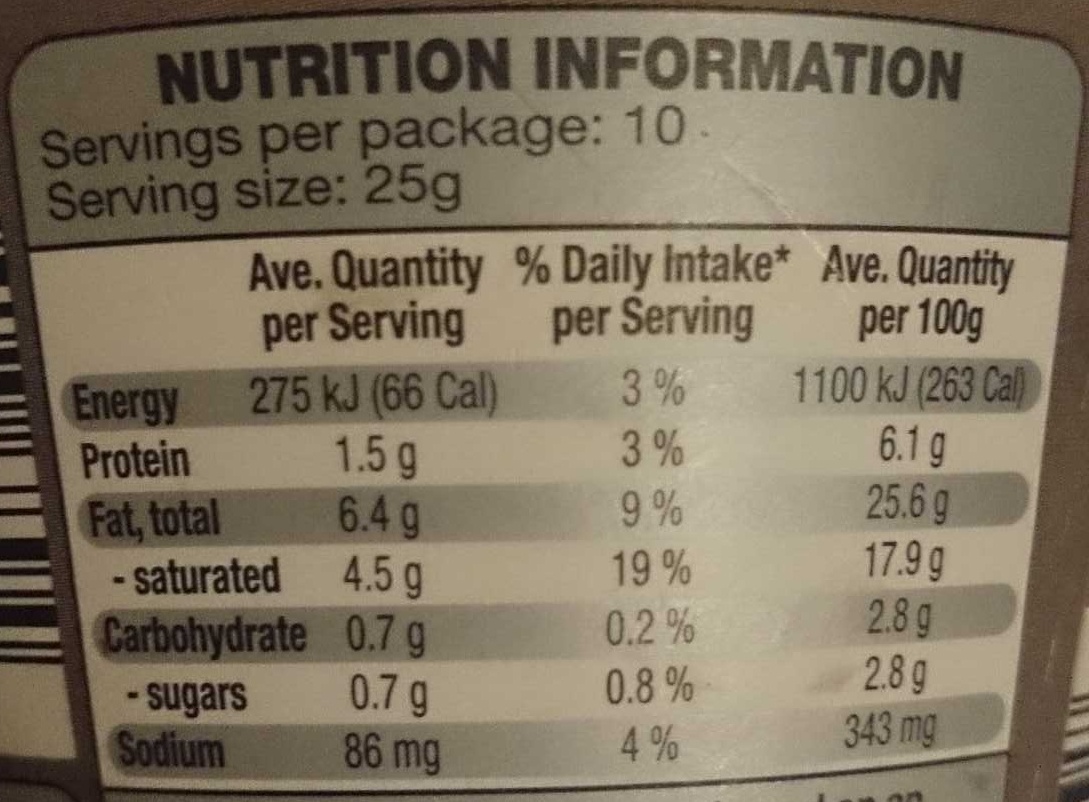 NUTRITION INFORMATION
Servings per package: 10
Serving size: 25g
Ave. Quantity % Daily Intake* Ave. Quantity
per Serving per Serving per 100g
Energy 275 kJ (66 Cal) 3 % 1100 kJ (263 Cal)
Protein 1.5 g 3 % 6.1 g
Fat, total 6.4 g 9 % 25.6 g
- saturated 4.5 g 19 % 17.9 g
Carbohydrate 0.7 g 0.2 % 2.8 g
- sugars 0.7 g 0.8 % 2.8 g
Sodium 86 mg 4 % 343 mg